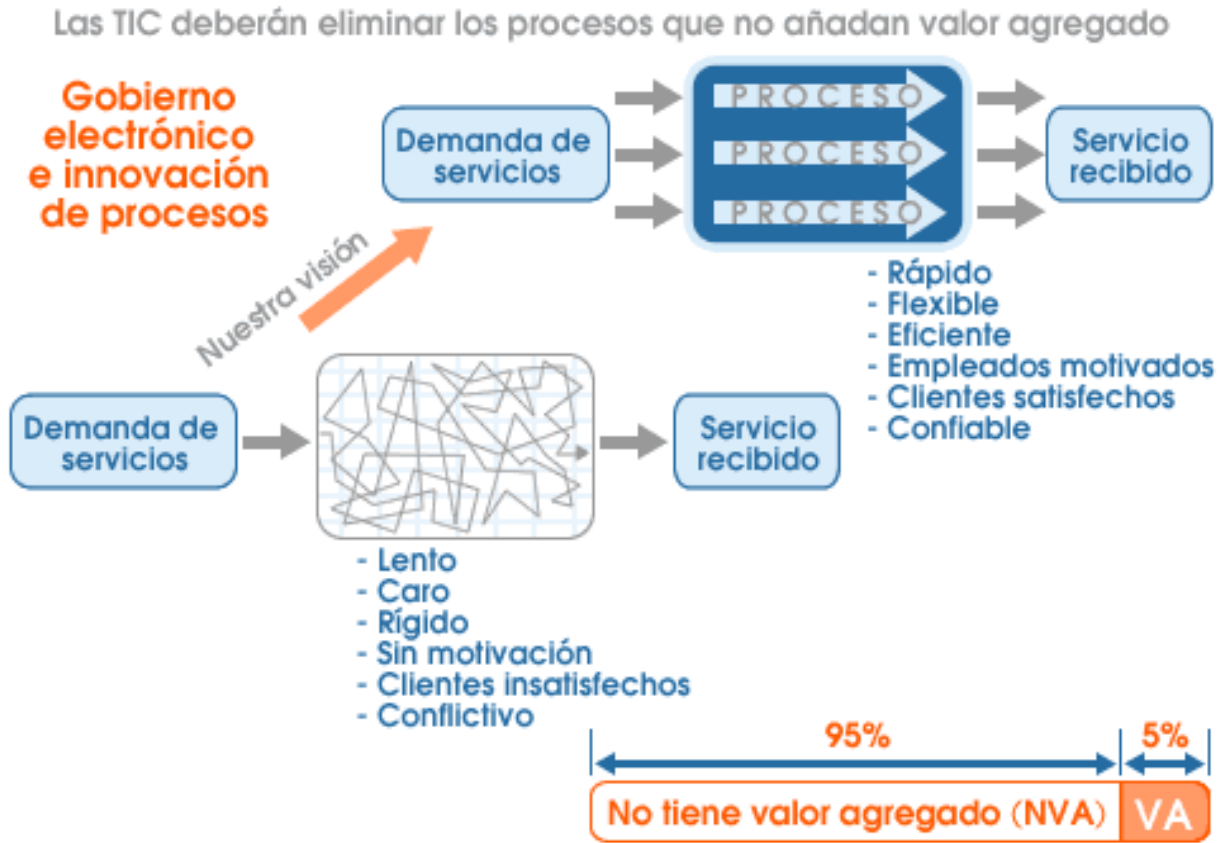 Las TIC deberán eliminar los procesos que no añadan valor agregado
Gobierno
electrónico
e innovación
de procesos
Demanda de
servicios
PROCESO
PROCESO
PROCESO
Servicio
recibido
- Rápido
- Flexible
- Eficiente
- Empleados motivados
- Clientes satisfechos
- Confiable
Nuestra visión
Demanda de
servicios
Servicio
recibido
- Lento
- Caro
- Rígido
- Sin motivación
- Clientes insatisfechos
- Conflictivo
95%
5%
No tiene valor agregado (NVA)
VA